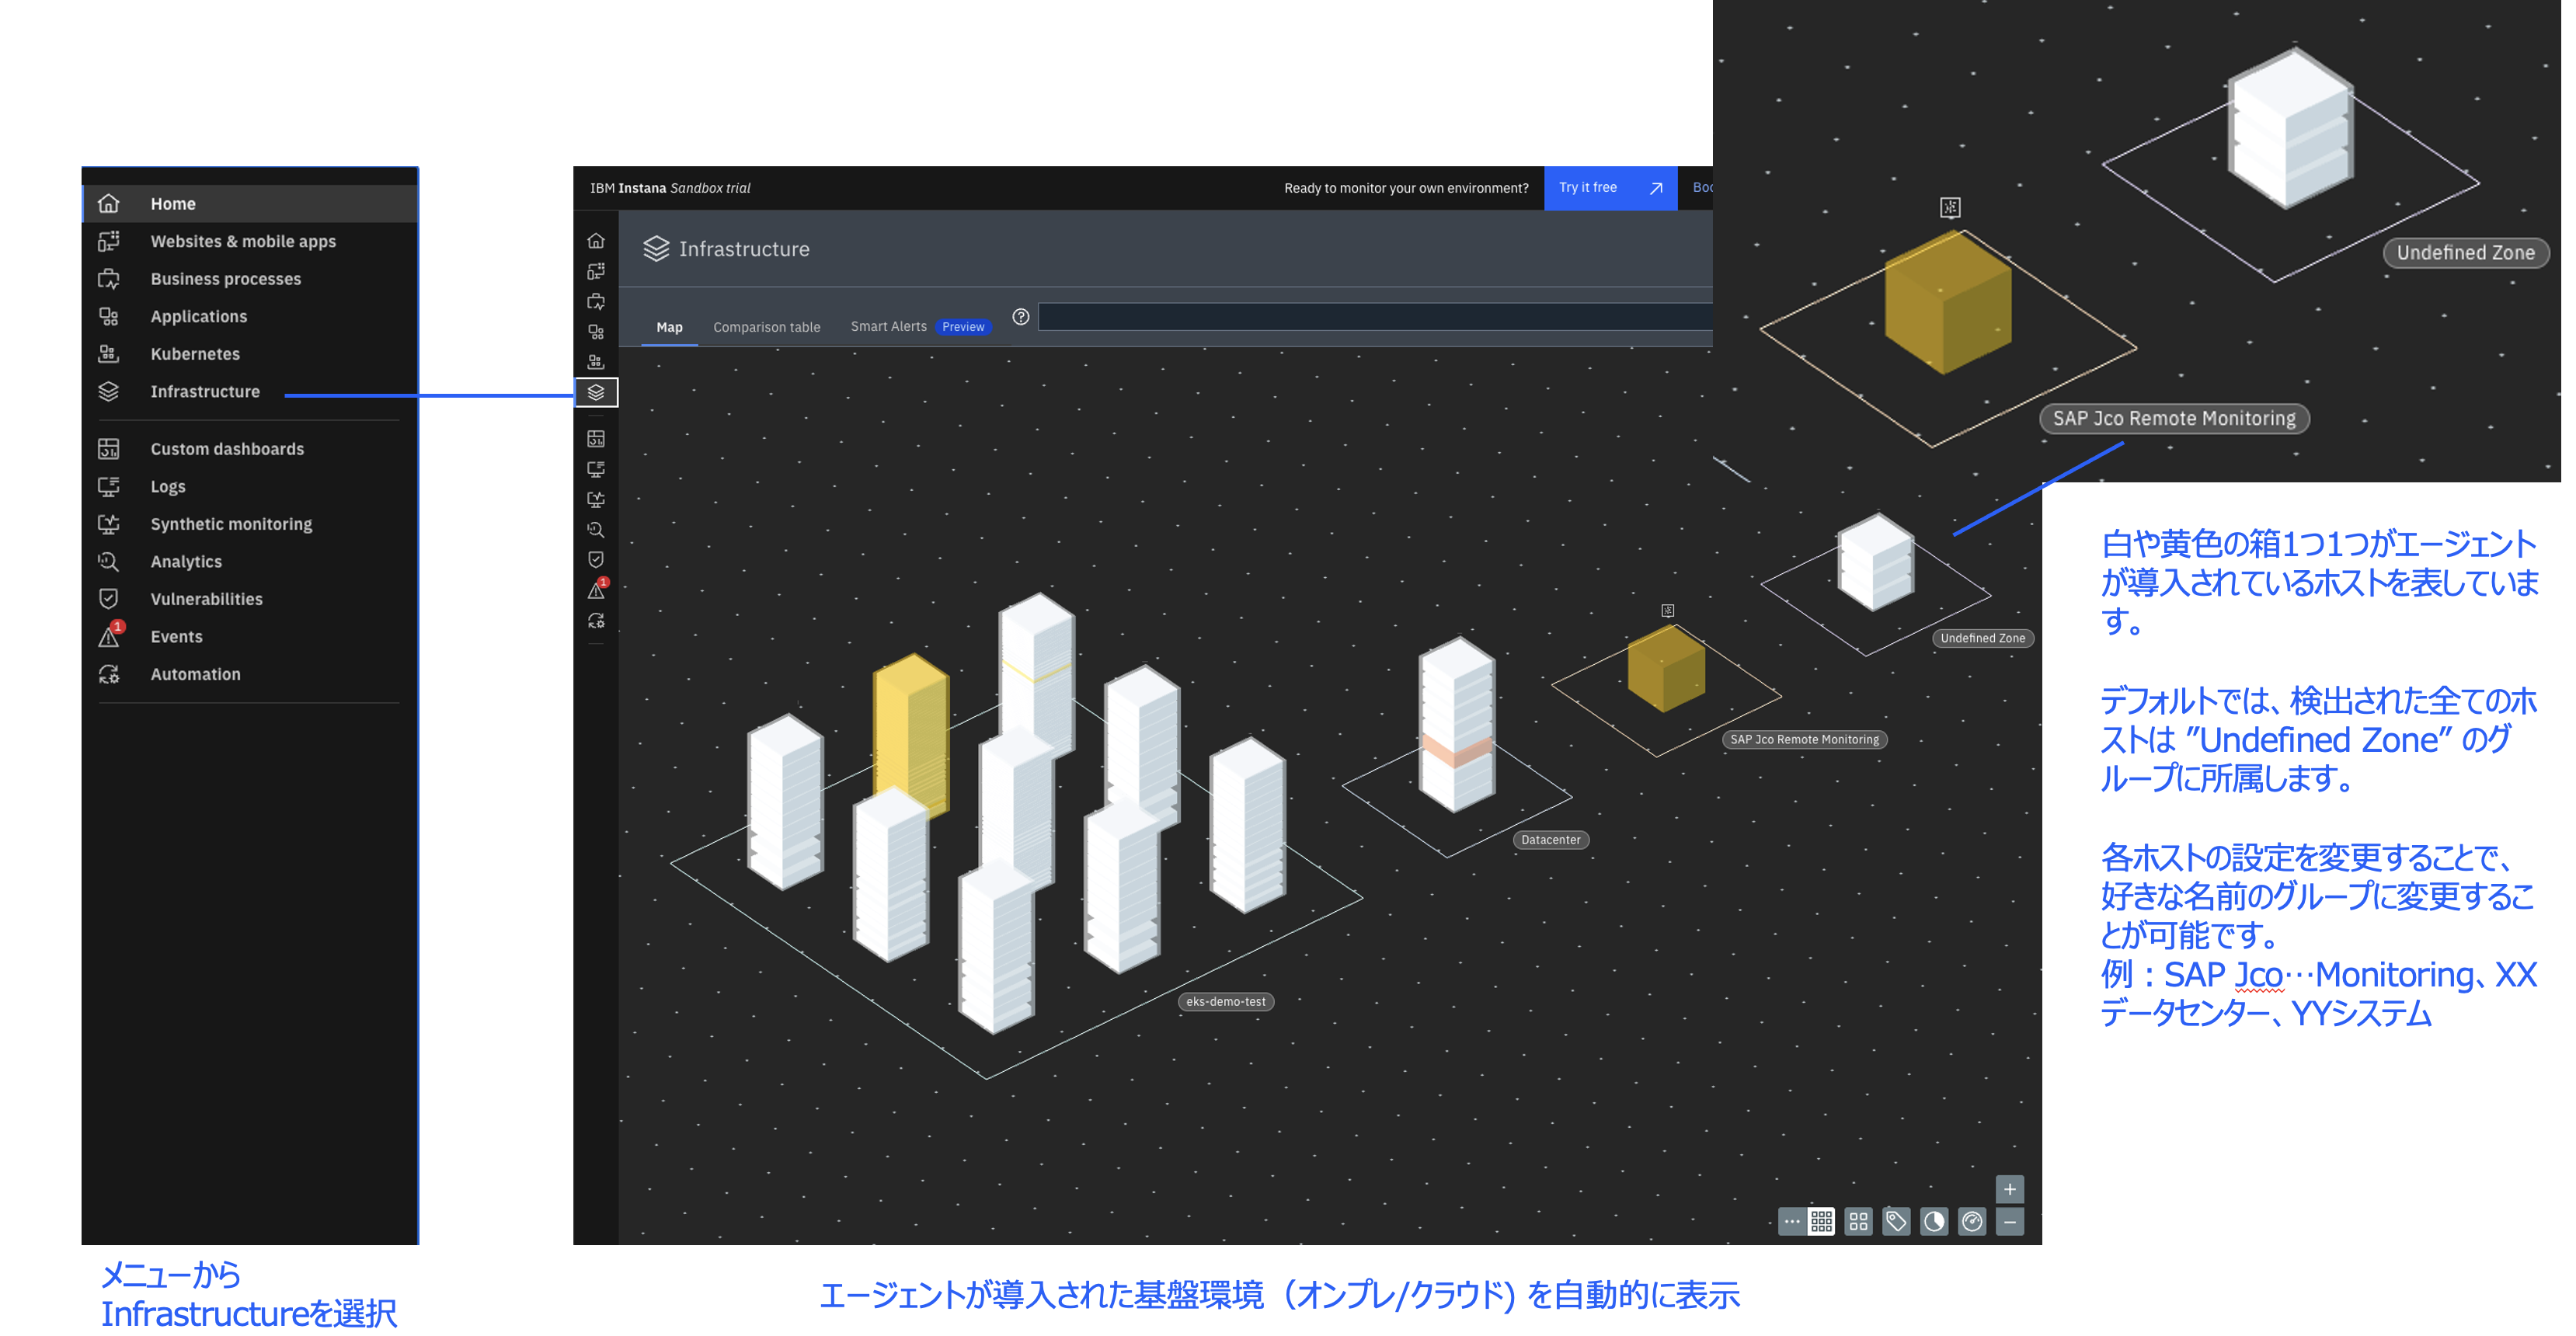 Home
Websites & mobile apps
Business processes
Applications
Kubernetes
Infrastructure
Custom dashboards
Logs
Synthetic monitoring
Analytics
Vulnerabilities
1
Events
Automation
メニューから
Infrastructureを選択
IBM Instana Sandbox trial
Ready to monitor your own environment?
Try it free
Boo
Infrastructure
Map
Comparison table
Smart Alerts
Preview
1
eks-demo-test
Datacenter
SAP Jco Remote Monitoring
Undefined Zone
エージェントが導入された基盤環境（オンプレ/クラウド) を自動的に表示
Undefined Zone
SAP Jco Remote Monitoring
白や黄色の箱1つ1つがエージェント
が導入されているホストを表していま
す。
デフォルトでは、検出された全てのホ
ストは ”Undefined Zone” のグ
ループに所属します。
各ホストの設定を変更することで、
好きな名前のグループに変更するこ
とが可能です。
例：SAP Jco…Monitoring、XX
データセンター、YYシステム